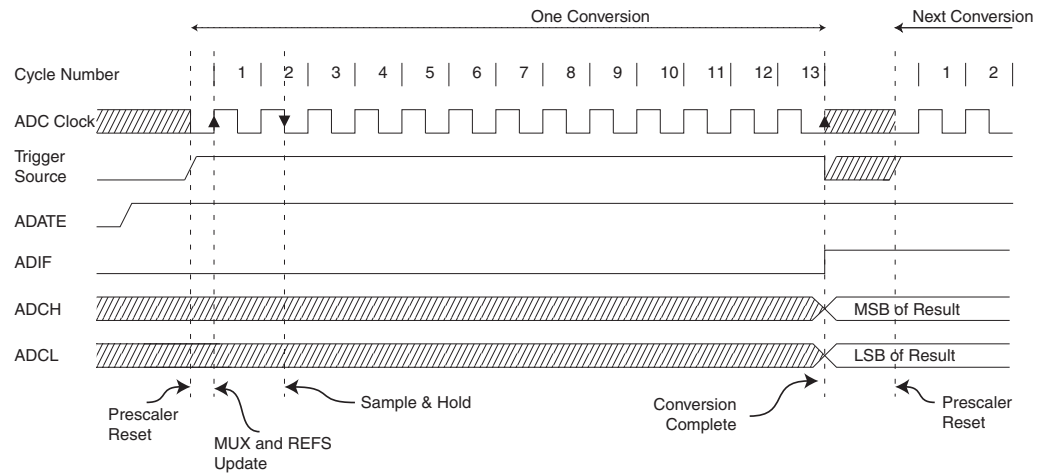 One Conversion
Next Conversion
Cycle Number
1 2 3 4 5 6 7 8 9 10 11 12 13 1 2
ADC Clock
Trigger
Source
ADATE
ADIF
ADCH
MSB of Result
ADCL
LSB of Result
Prescaler
Reset
MUX and REFS
Update
Sample & Hold
Conversion
Complete
Prescaler
Reset